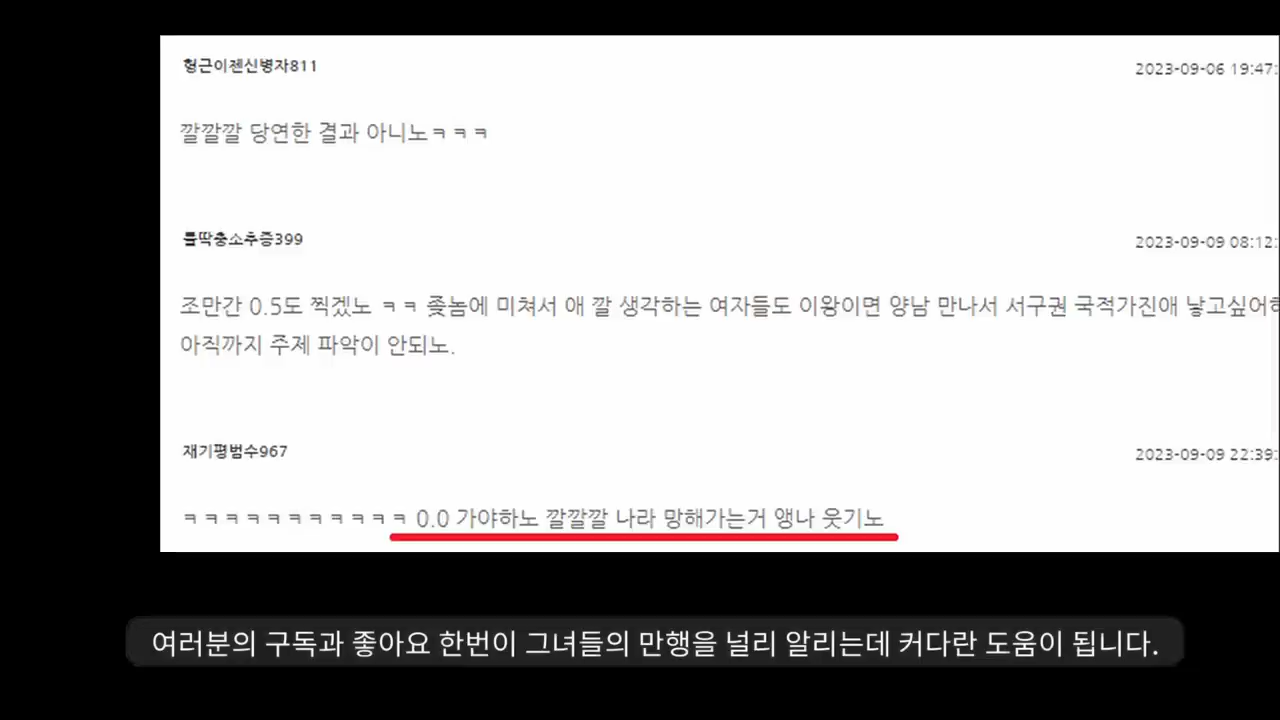 형근이젠신병자811
2023-09-06 19:47:
깔깔깔 당연한 결과 아니노ㅋㅋㅋ
틀딱충소추증399
2023-09-09 08:12:
조만간 0.5도 찍겠노 ㅋㅋ 좆놈에 미쳐서 애 깔 생각하는 여자들도 이왕이면 양남 만나서 서구권 국적가진애 낳고싶어하
아직까지 주제 파악이 안되노.
재기평범수967
2023-09-09 22:39:
ㅋㅋㅋㅋㅋㅋㅋㅋㅋㅋㅋ 0.0 가야하노 깔깔깔 나라 망해가는거 앵나 웃기노
여러분의 구독과 좋아요 한번이 그녀들의 만행을 널리 알리는데 커다란 도움이 됩니다.